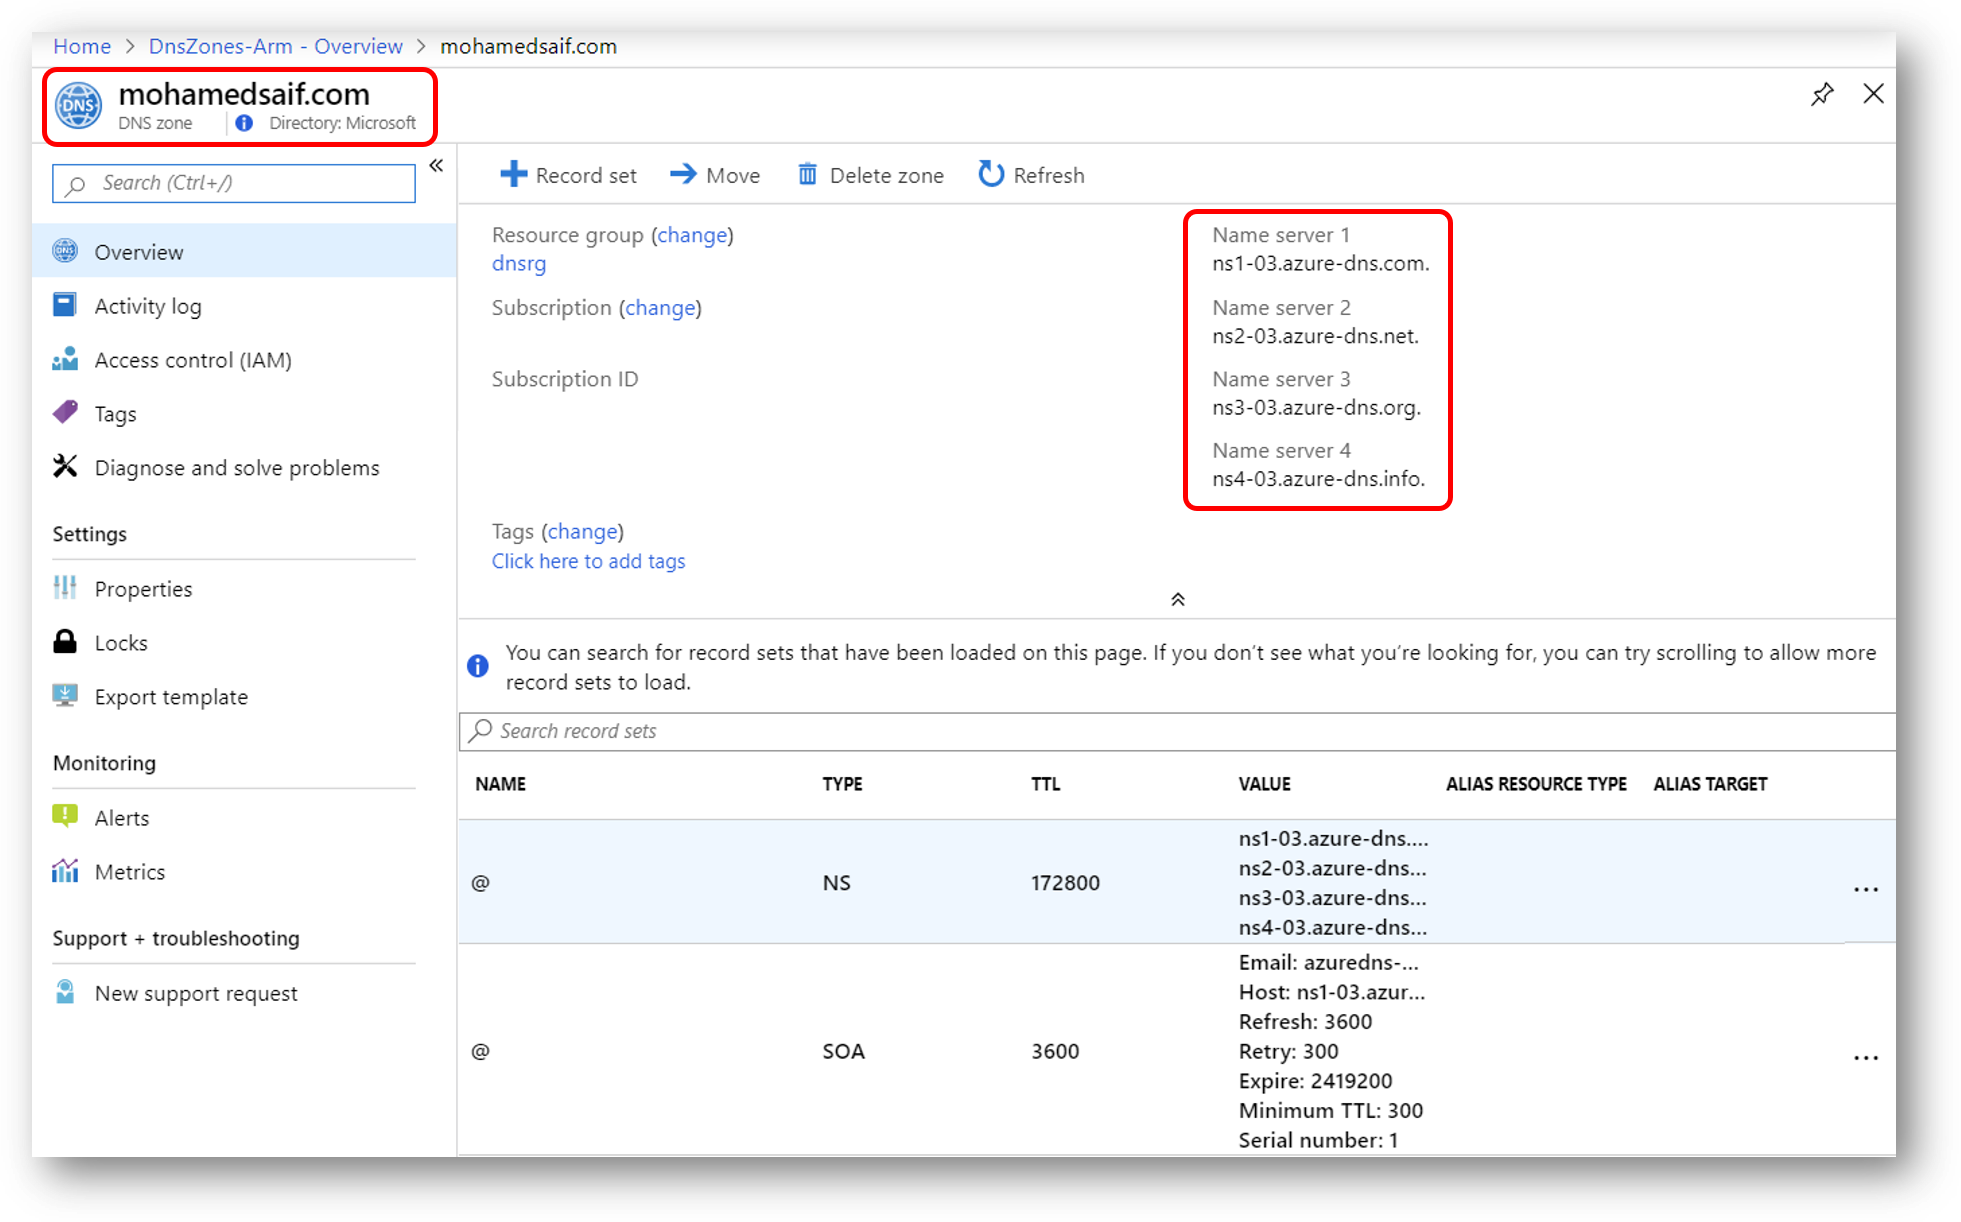 Home > DnsZones-Arm - Overview > mohamedsaif.com
DNS
mohamedsaif.com
DNS zone
Directory: Microsoft
Search (Ctrl+/)
«
Overview
Activity log
Access control (IAM)
Tags
Diagnose and solve problems
Settings
Properties
Locks
Export template
Monitoring
Alerts
Metrics
Support + troubleshooting
New support request
Record set
Move
Delete zone
Refresh
Resource group (change)
dnsrg
Subscription (change)
Subscription ID
Name server 1
ns1-03.azure-dns.com.
Name server 2
ns2-03.azure-dns.net.
Name server 3
ns3-03.azure-dns.org.
Name server 4
ns4-03.azure-dns.info.
Tags (change)
Click here to add tags
You can search for record sets that have been loaded on this page. If you don't see what you're looking for, you can try scrolling to allow more
record sets to load.
Search record sets
NAME TYPE TTL VALUE ALIAS RESOURCE TYPE ALIAS TARGET
@ NS 172800
ns1-03.azure-dns....
ns2-03.azure-dns...
ns3-03.azure-dns...
ns4-03.azure-dns...
...
@ SOA 3600
Email: azuredns-...
Host: ns1-03.azur...
Refresh: 3600
Retry: 300
Expire: 2419200
Minimum TTL: 300
Serial number: 1
...